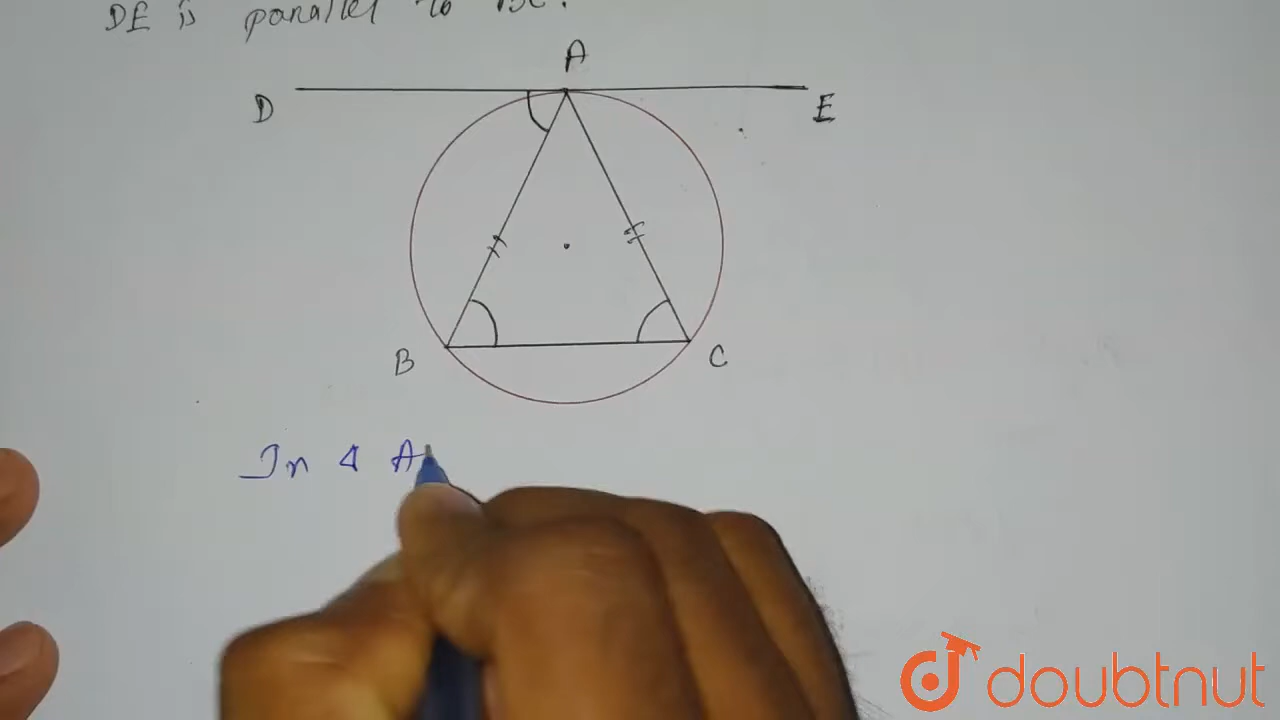 DE is parallel to BC.
A
D
E
B
C
In Δ A
doubtnut